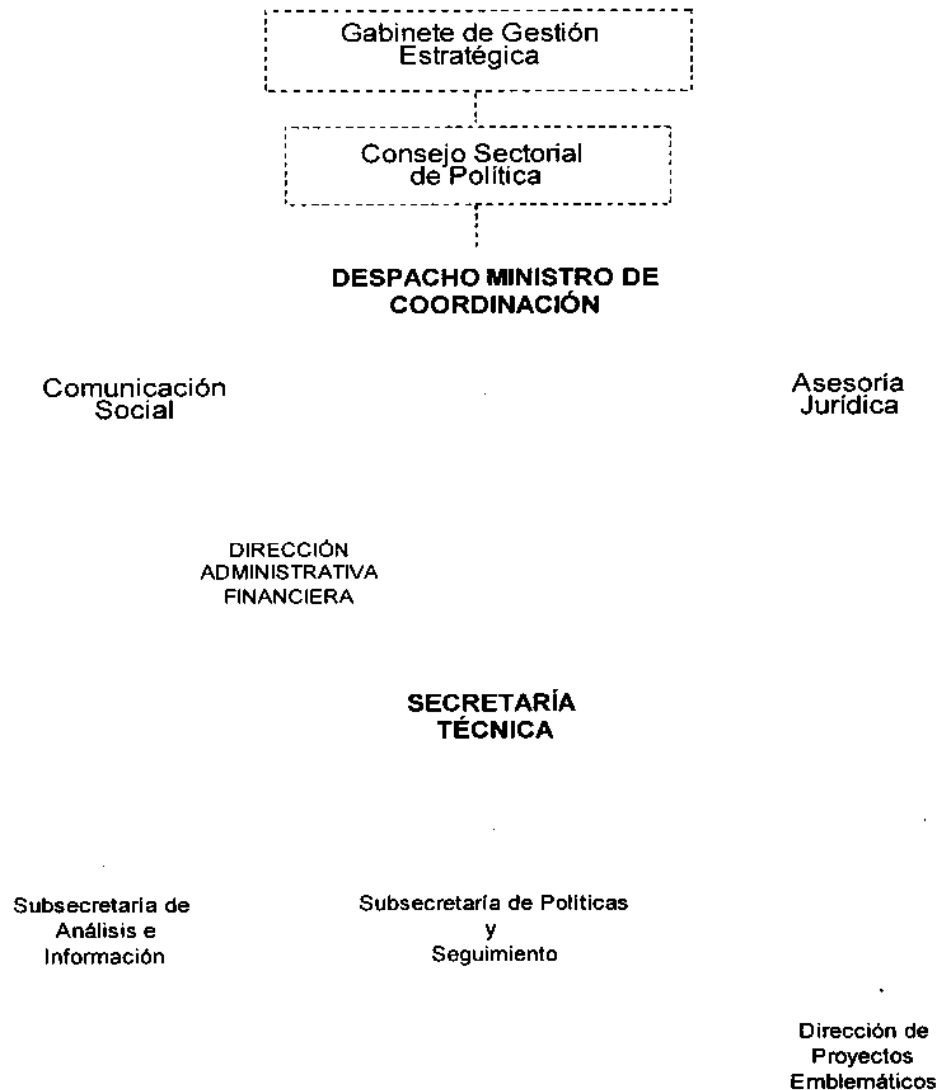 Gabinete de Gestión
Estratégica
Consejo Sectorial
de Política
DESPACHO MINISTRO DE
COORDINACIÓN
Comunicación
Social
Asesoría
Jurídica
DIRECCIÓN
ADMINISTRATIVA
FINANCIERA
SECRETARÍA
TÉCNICA
Subsecretaría de
Análisis e
Información
Subsecretaría de Políticas
y
Seguimiento
Dirección de
Proyectos
Emblemáticos